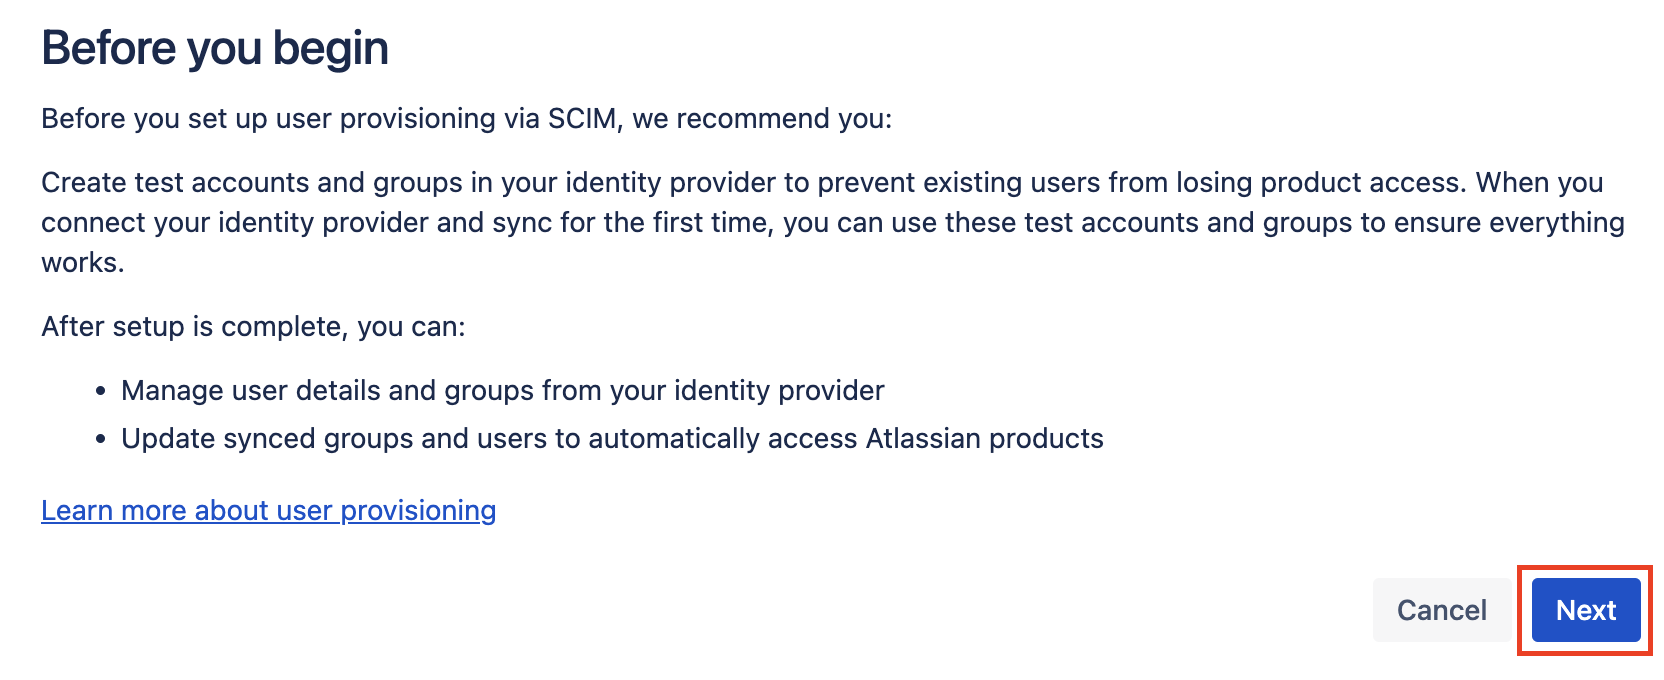 Before you begin
Before you set up user provisioning via SCIM, we recommend you:
Create test accounts and groups in your identity provider to prevent existing users from losing product access. When you
connect your identity provider and sync for the first time, you can use these test accounts and groups to ensure everything
works.
After setup is complete, you can:
• Manage user details and groups from your identity provider
• Update synced groups and users to automatically access Atlassian products
Learn more about user provisioning
Cancel Next